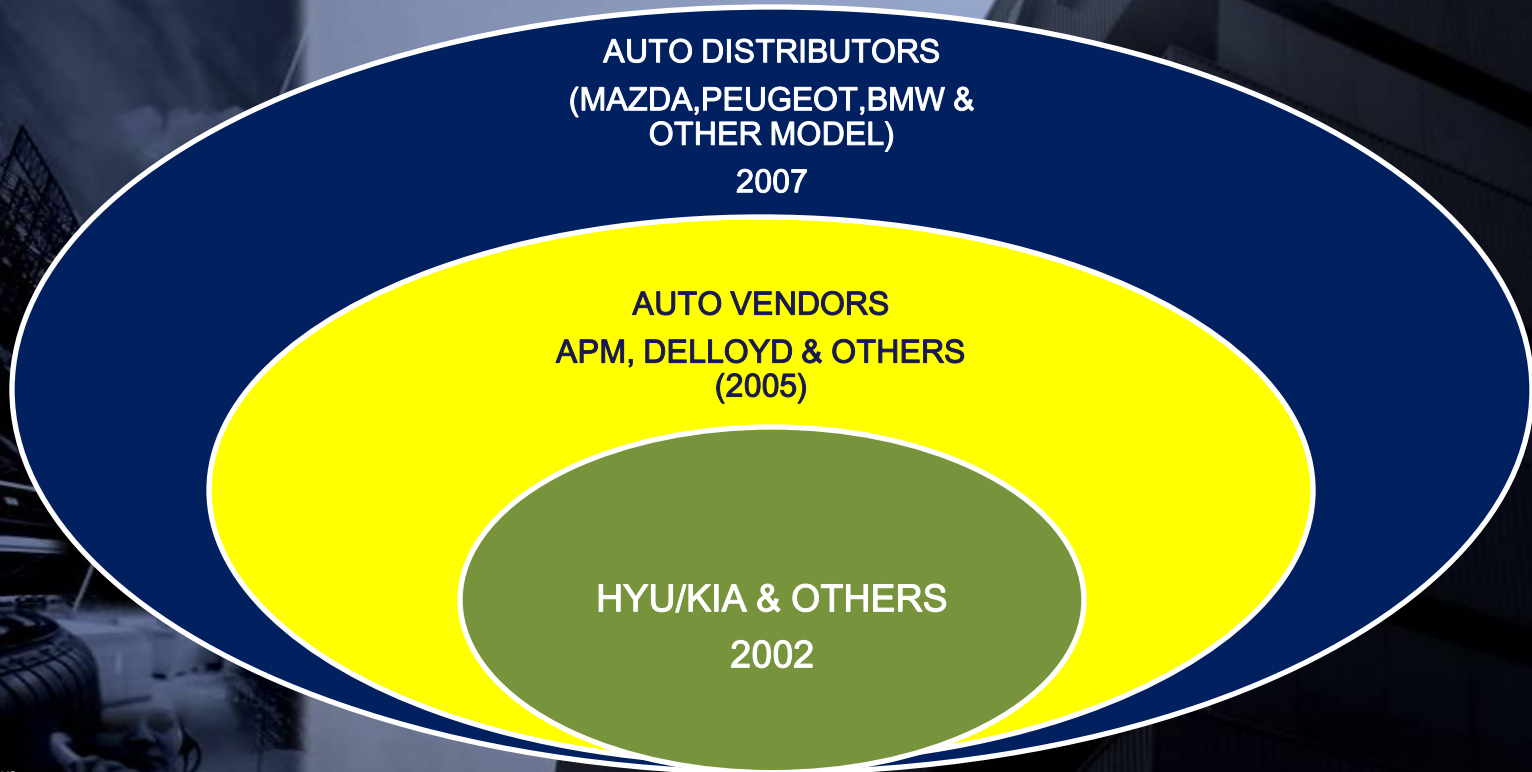 AUTO DISTRIBUTORS
(MAZDA,PEUGEOT,BMW &
OTHER MODEL)
2007
AUTO VENDORS
APM, DELLOYD & OTHERS
(2005)
HYU/KIA & OTHERS
2002